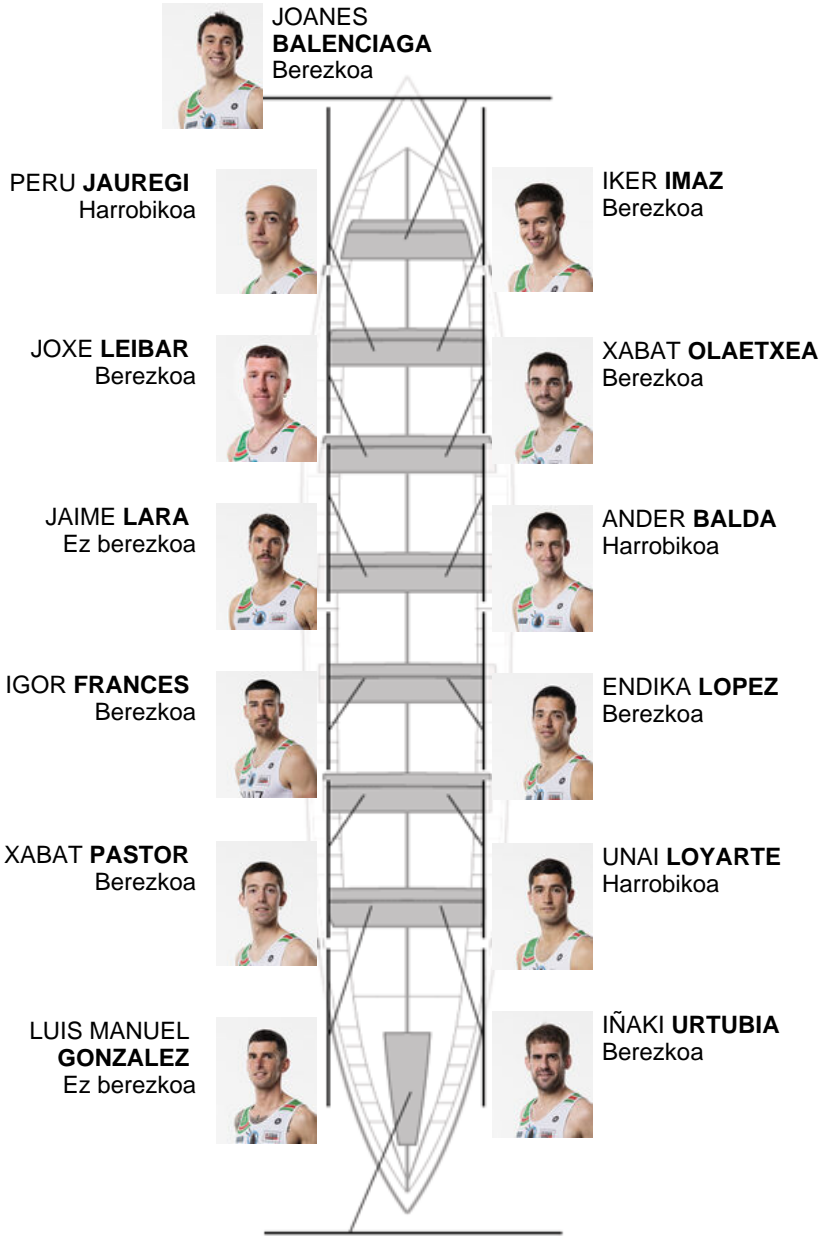 JOANES
BALENCIAGA
Berezkoa
PERU JAUREGI
Harrobikoa
IKER IMAZ
Berezkoa
JOXE LEIBAR
Berezkoa
XABAT OLAETXEA
Berezkoa
JAIME LARA
Ez berezkoa
ANDER BALDA
Harrobikoa
IGOR FRANCES
Berezkoa
ENDIKA LOPEZ
Berezkoa
XABAT PASTOR
Berezkoa
UNAI LOYARTE
Harrobikoa
LUIS MANUEL
GONZALEZ
Ez berezkoa
IÑAKI URTUBIA
Berezkoa